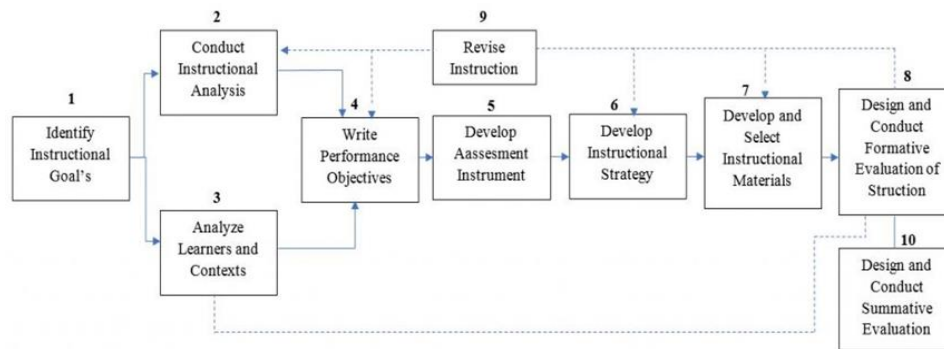 1
Identify
Instructional
Goal's
2
Conduct
Instructional
Analysis
3
Analyze
Learners and
Contexts
4
Write
Performance
Objectives
5
Develop
Aassesment
Instrument
6
Develop
Instructional
Strategy
7
Develop and
Select
Instructional
Materials
8
Design and
Conduct
Formative
Evaluation of
Struction
9
Revise
Instruction
10
Design and
Conduct
Summative
Evaluation